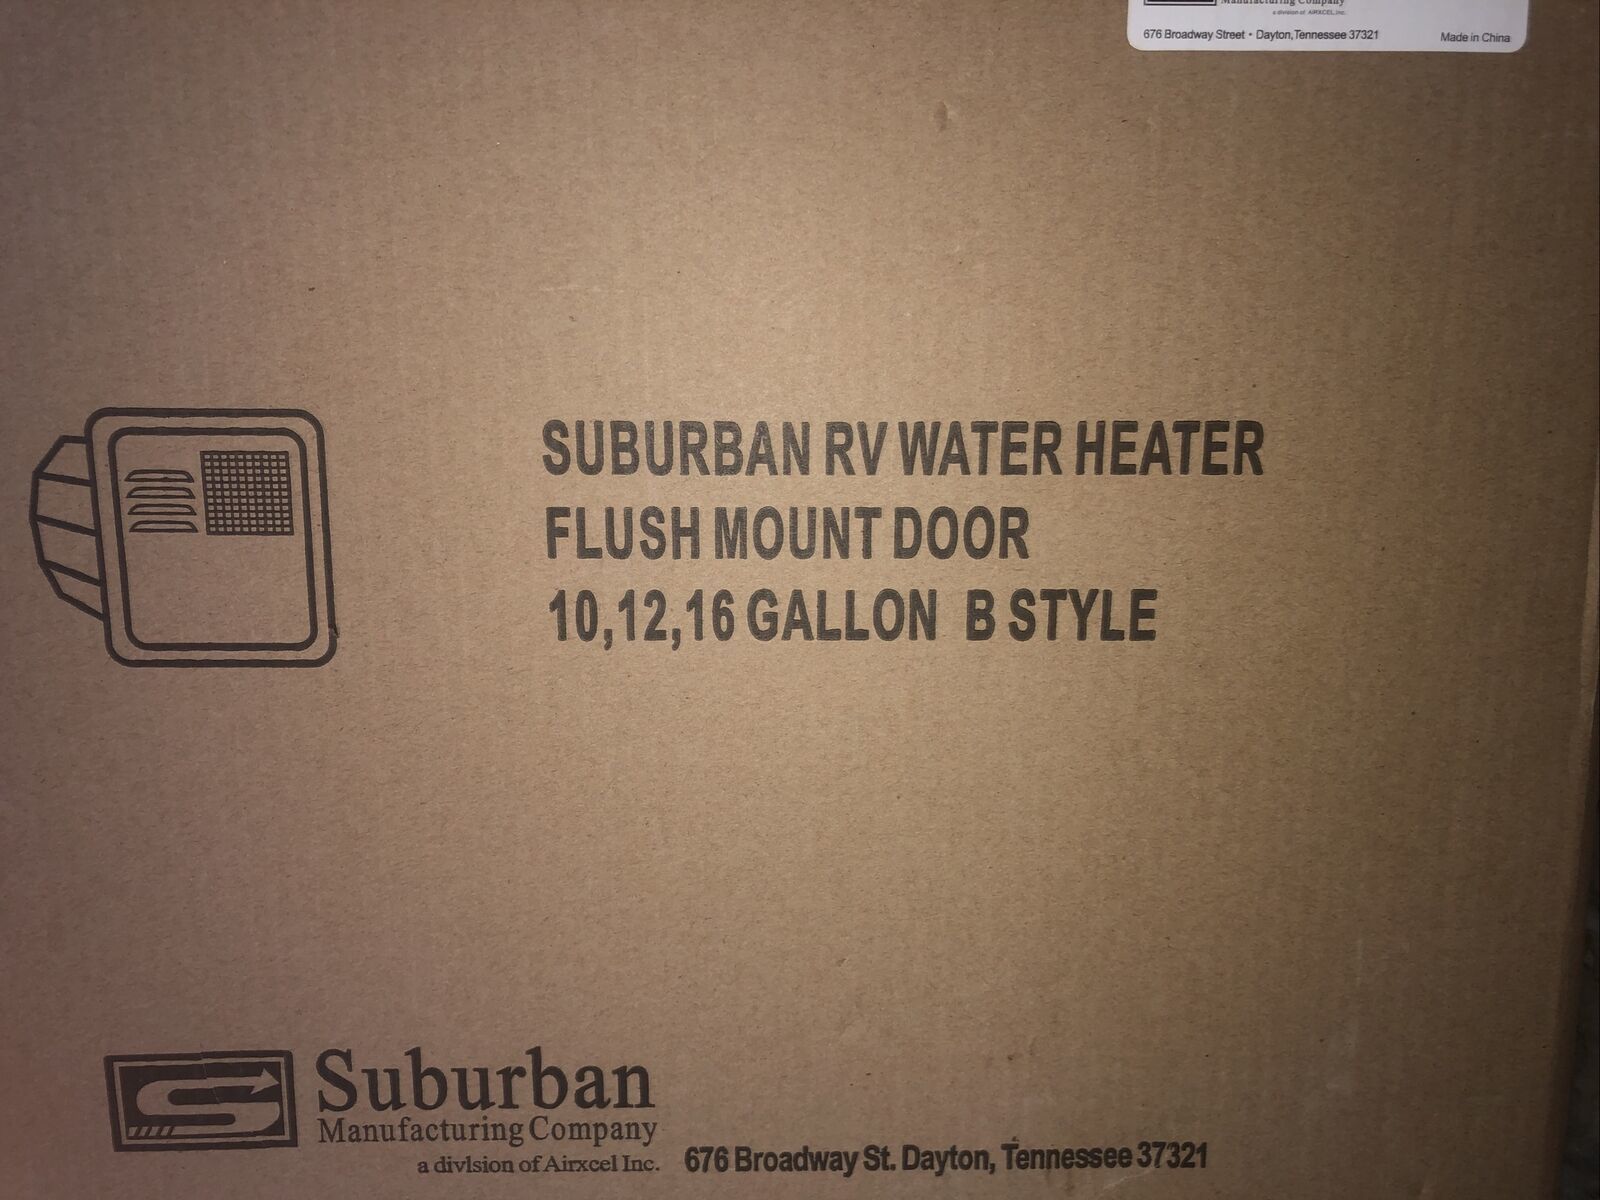 Manufacturing Company
a division of AIRXCEL, Inc.
676 Broadway Street • Dayton, Tennessee 37321
Made in China
SUBURBAN RV WATER HEATER
FLUSH MOUNT DOOR
10,12,16 GALLON B STYLE
Suburban
Manufacturing Company
a divlsion of Airxcel Inc.
676 Broadway St. Dayton, Tennessee 37321